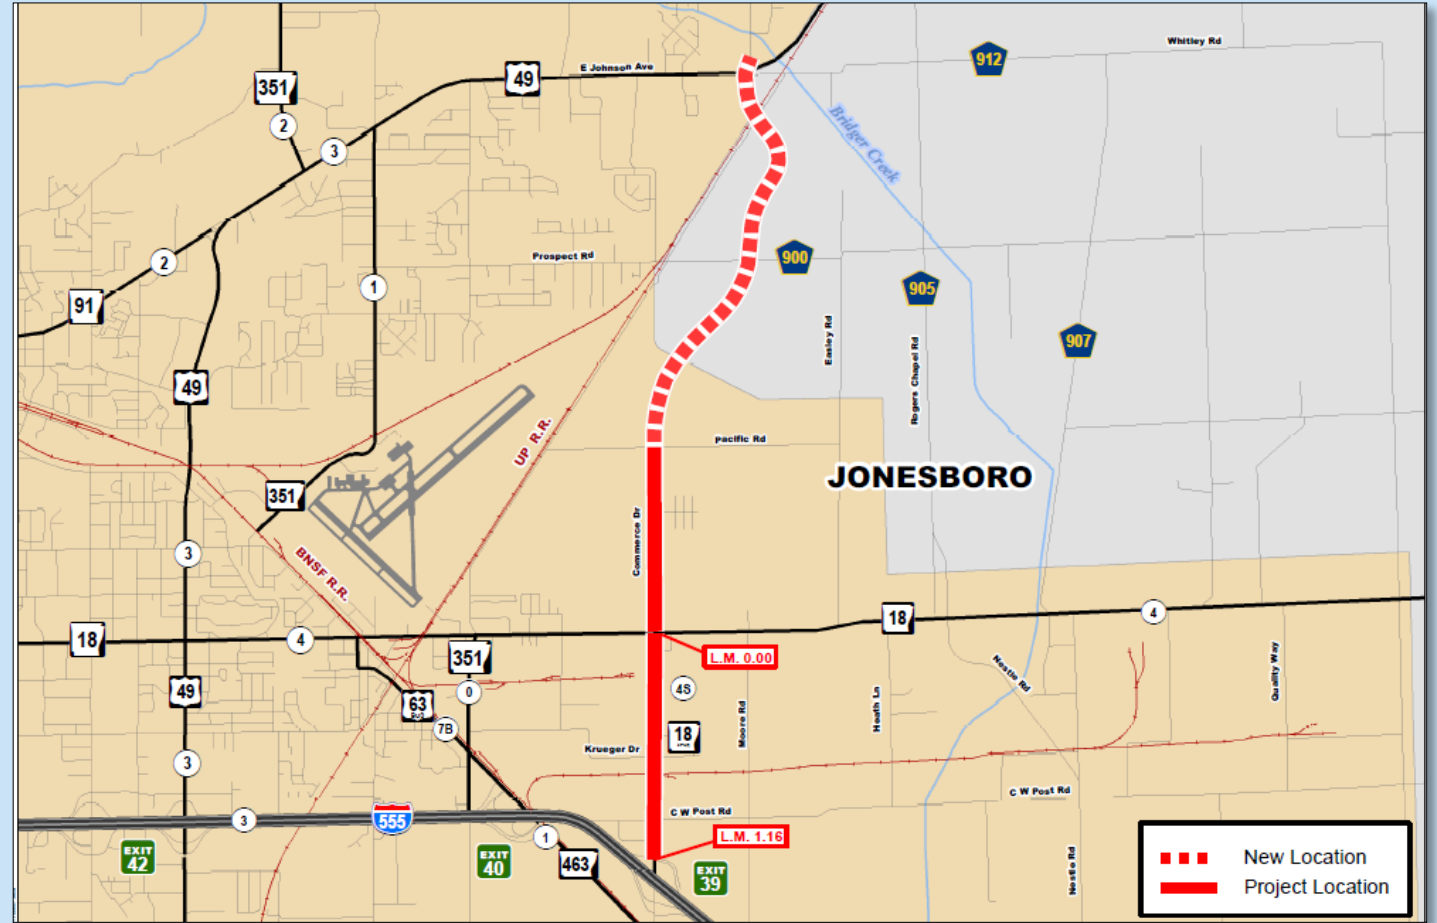 Whitley Rd
912
E Johnson Ave
49
351
2
3
Bridger Creek
Prospect Rd
900
2
1
905
91
Easley Rd
Rogers Chapel Rd
907
49
UP R.R.
pacific Rd
JONESBORO
351
Commerce Dr
3
BNSF R.R.
18
4
18
4
L.M. 0.00
351
Nestle Rd
Quality Way
49
0
4S
Heath Ln
63
7B
Moore Rd
18
Krueger Dr
3
C W Post Rd
C W Post Rd
3
555
1
L.M. 1.16
EXIT
42
EXIT
40
463
EXIT
39
Nestle Rd
New Location
Project Location